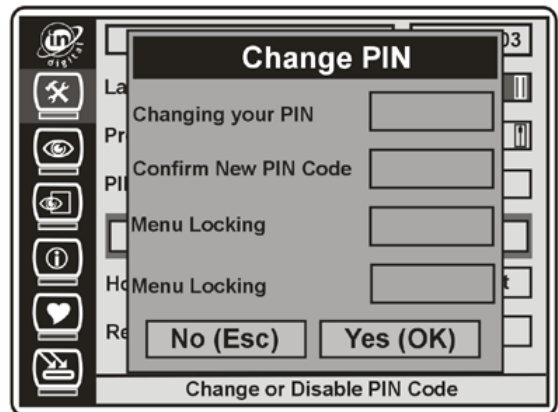 in
digital
03
Change PIN
La
Changing your PIN
Pr
Confirm New PIN Code
PI
Menu Locking
Ho
Menu Locking
t
Re
No (Esc) Yes (OK)
Change or Disable PIN Code